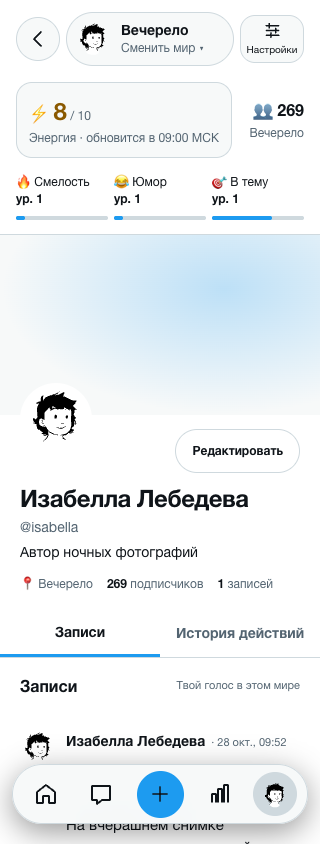 Вечерело
Сменить мир ▾
Настройки
⚡ 8 / 10
Энергия · обновится в 09:00 МСК
👥 269
Вечерело
🔥 Смелость
ур. 1
😂 Юмор
ур. 1
🎯 В тему
ур. 1
Редактировать
Изабелла Лебедева
@isabella
Автор ночных фотографий
📍 Вечерело 269 подписчиков 1 записей
Записи История действий
Записи Твой голос в этом мире
Изабелла Лебедева · 28 окт., 09:52
На вчерашнем снимке